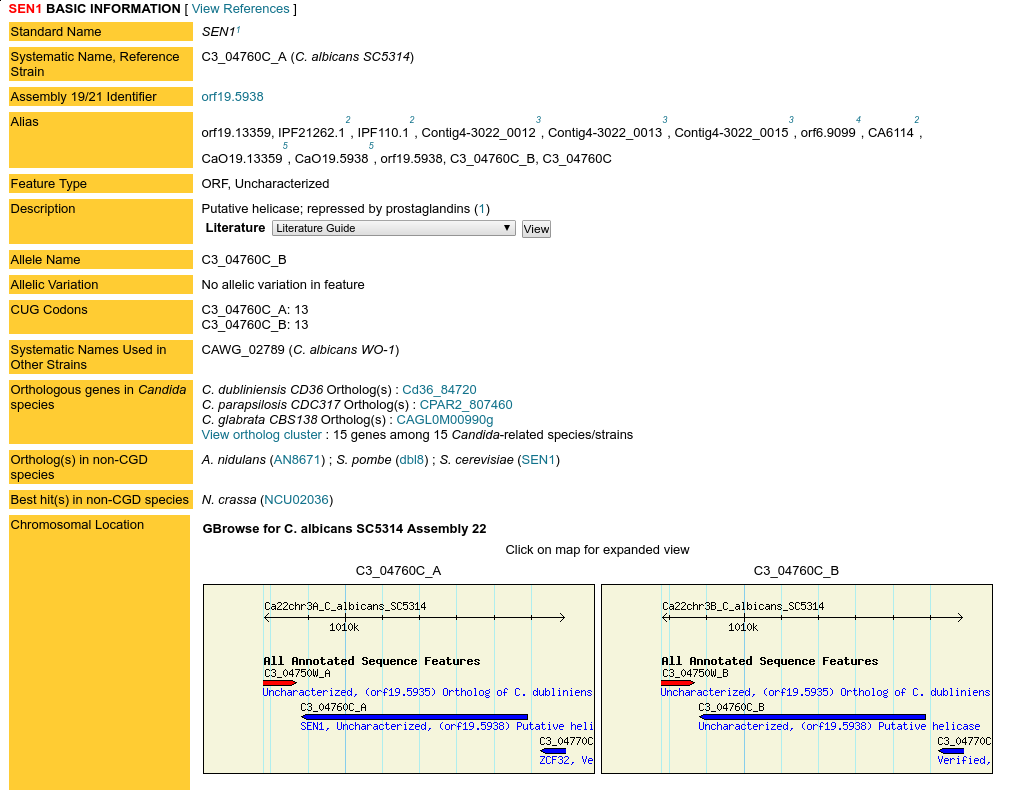 SEN1 BASIC INFORMATION [ View References ]
Standard Name
SEN1 1
Systematic Name, Reference Strain
C3_04760C_A (C. albicans SC5314)
Assembly 19/21 Identifier
orf19.5938
Alias
orf19.13359, IPF21262.1 2 , IPF110.1 2 , Contig4-3022_0012 3 , Contig4-3022_0013 3 , Contig4-3022_0015 3 , orf6.9099 4 , CA6114 2 ,
CaO19.13359 5 , CaO19.5938 5 , orf19.5938, C3_04760C_B, C3_04760C
Feature Type
ORF, Uncharacterized
Description
Putative helicase; repressed by prostaglandins (1)
Literature Literature Guide ▼ View
Allele Name
C3_04760C_B
Allelic Variation
No allelic variation in feature
CUG Codons
C3_04760C_A: 13
C3_04760C_B: 13
Systematic Names Used in
Other Strains
CAWG_02789 (C. albicans WO-1)
Orthologous genes in Candida
species
C. dubliniensis CD36 Ortholog(s) : Cd36_84720
C. parapsilosis CDC317 Ortholog(s) : CPAR2_807460
C. glabrata CBS138 Ortholog(s) : CAGL0M00990g
View ortholog cluster : 15 genes among 15 Candida-related species/strains
Ortholog(s) in non-CGD
species
A. nidulans (AN8671) ; S. pombe (dbl8) ; S. cerevisiae (SEN1)
Best hit(s) in non-CGD species
N. crassa (NCU02036)
Chromosomal Location
GBrowse for C. albicans SC5314 Assembly 22
Click on map for expanded view
C3_04760C_A
Ca22chr3A_C_albicans_SC5314
1010k
All Annotated Sequence Features
C3_04750W_A
Uncharacterized, (orf19.5935) Ortholog of C. dubliniens
C3_04760C_A
SEN1, Uncharacterized, (orf19.5938) Putative heli
C3_04770C
ZCF32, Ve
C3_04760C_B
Ca22chr3B_C_albicans_SC5314
1010k
All Annotated Sequence Features
C3_04750W_B
Uncharacterized, (orf19.5935) Ortholog of C. dubliniens
C3_04760C_B
Uncharacterized, (orf19.5938) Putative helicase
C3_04770C
Verified,